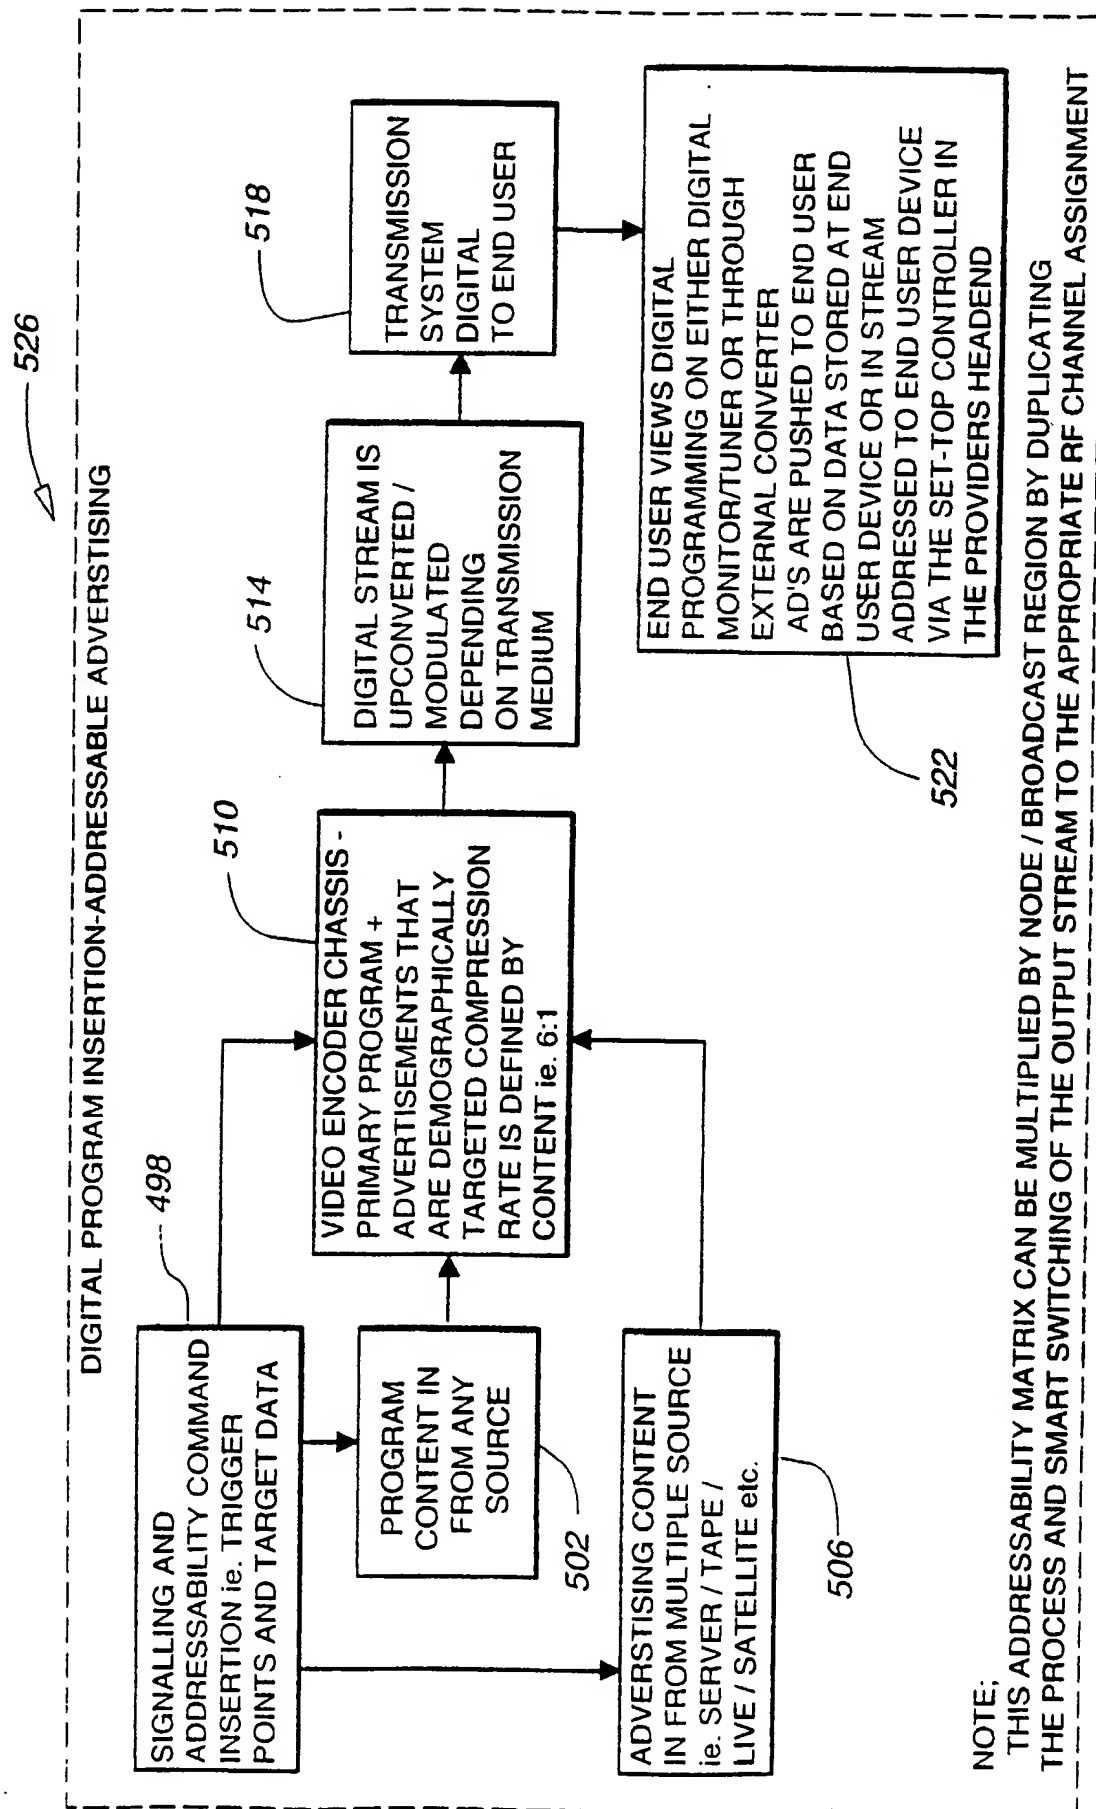 526
DIGITAL PROGRAM INSERTION-ADDRESSABLE ADVERSTISING
498
SIGNALLING AND
ADDRESSABILITY COMMAND
INSERTION ie. TRIGGER
POINTS AND TARGET DATA
PROGRAM
CONTENT IN
FROM ANY
SOURCE
502
ADVERSTISING CONTENT
IN FROM MULTIPLE SOURCE
ie. SERVER / TAPE /
LIVE / SATELLITE etc.
506
510
VIDEO ENCODER CHASSIS -
PRIMARY PROGRAM +
ADVERTISEMENTS THAT
ARE DEMOGRAPHICALLY
TARGETED COMPRESSION
RATE IS DEFINED BY
CONTENT ie. 6:1
514
DIGITAL STREAM IS
UPCONVERTED /
MODULATED
DEPENDING
ON TRANSMISSION
MEDIUM
518
TRANSMISSION
SYSTEM
DIGITAL
TO END USER
END USER VIEWS DIGITAL
PROGRAMMING ON EITHER DIGITAL
MONITOR/TUNER OR THROUGH
EXTERNAL CONVERTER
AD'S ARE PUSHED TO END USER
BASED ON DATA STORED AT END
USER DEVICE OR IN STREAM
ADDRESSED TO END USER DEVICE
VIA THE SET-TOP CONTROLLER IN
THE PROVIDERS HEADEND
522
NOTE;
THIS ADDRESSABILITY MATRIX CAN BE MULTIPLIED BY NODE / BROADCAST REGION BY DUPLICATING
THE PROCESS AND SMART SWITCHING OF THE OUTPUT STREAM TO THE APPROPRIATE RF CHANNEL ASSIGNMENT